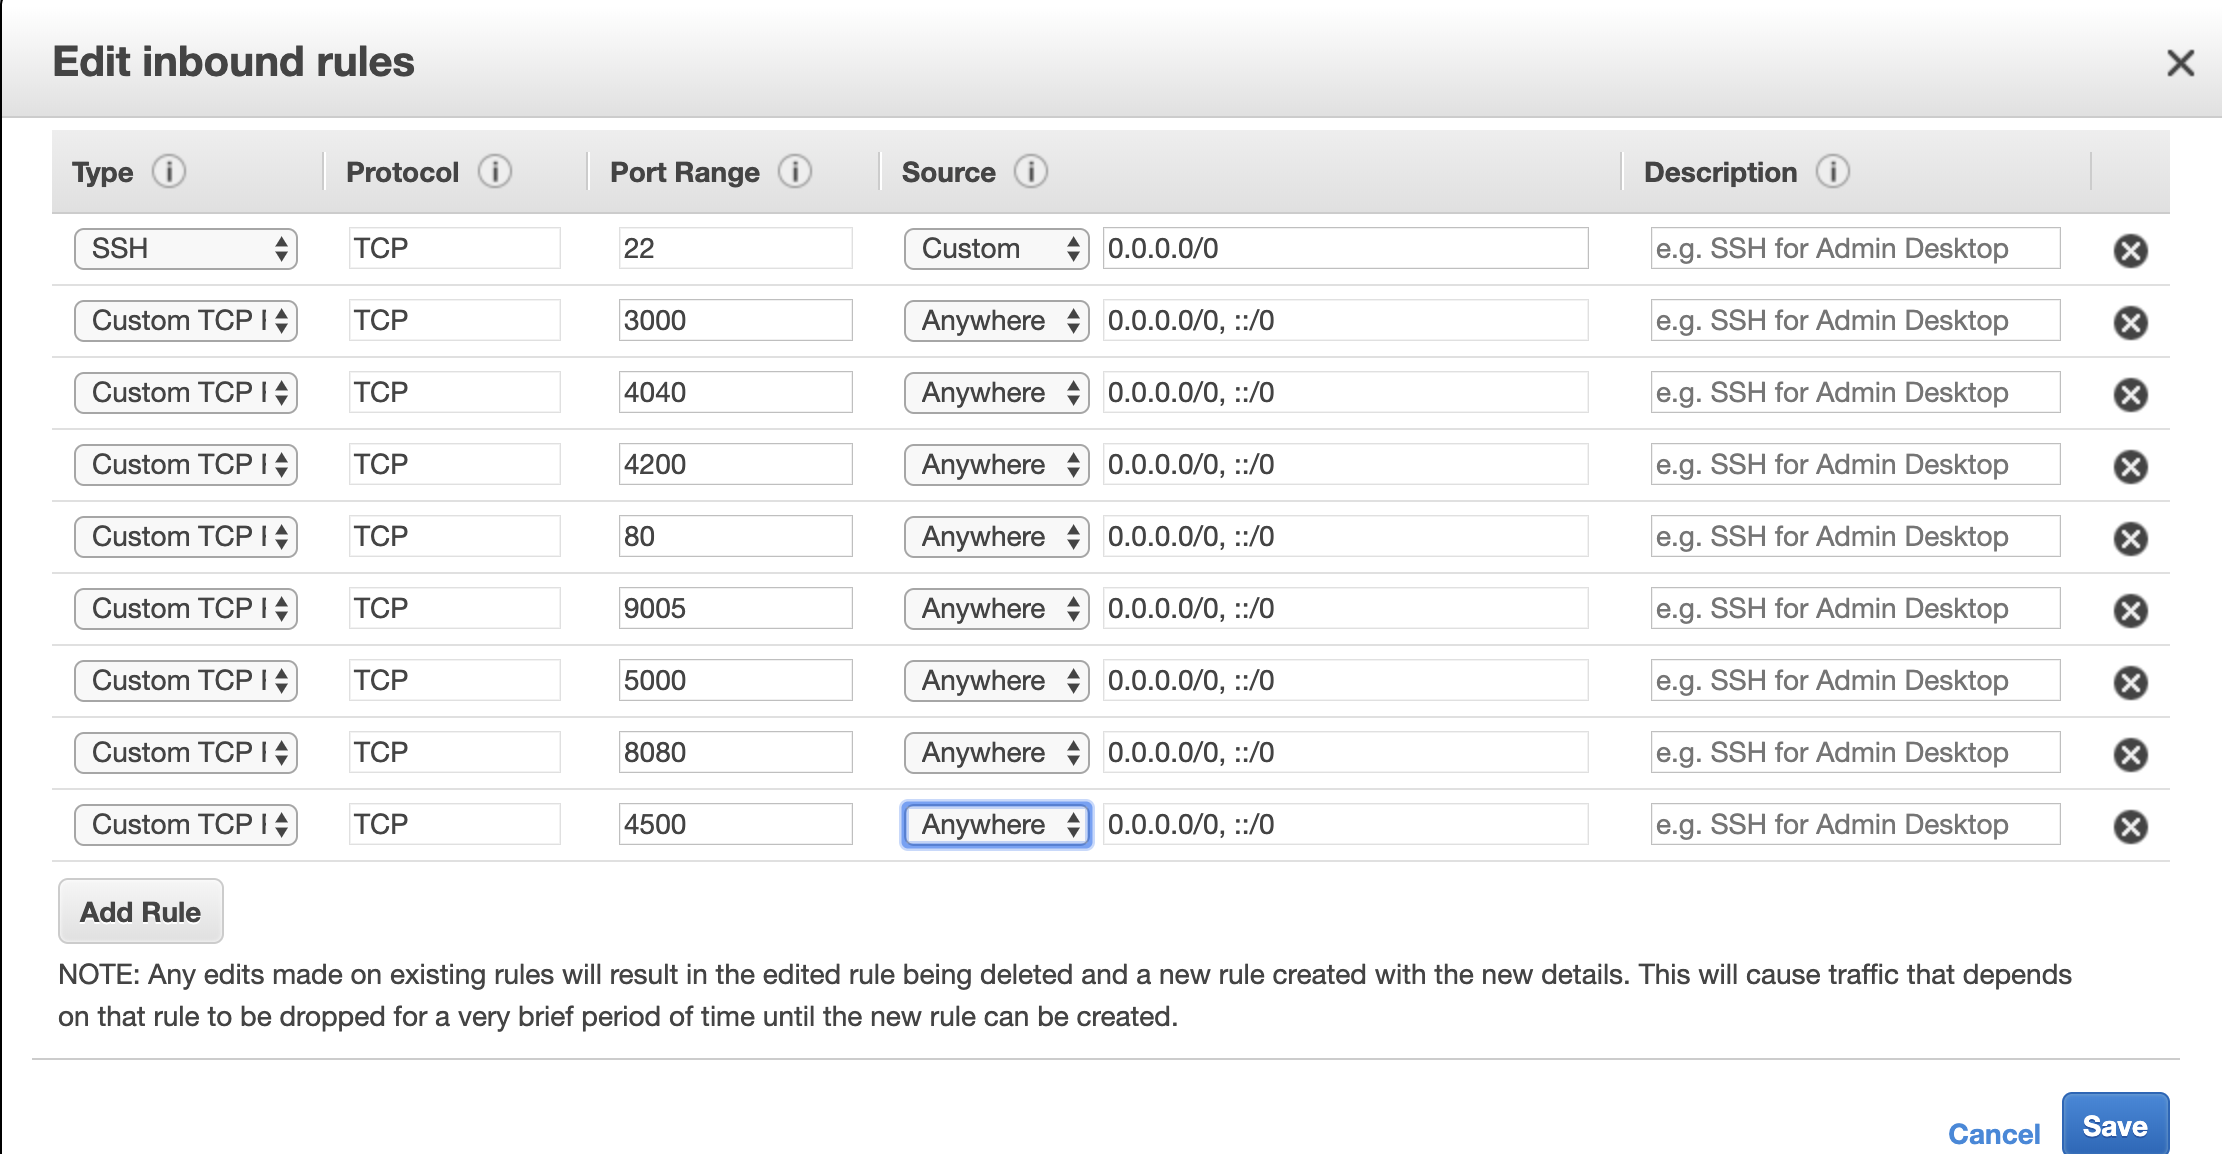 Edit inbound rules
Type Protocol Port Range Source Description
SSH TCP 22 Custom 0.0.0.0/0 e.g. SSH for Admin Desktop
Custom TCP TCP 3000 Anywhere 0.0.0.0/0, ::/0 e.g. SSH for Admin Desktop
Custom TCP TCP 4040 Anywhere 0.0.0.0/0, ::/0 e.g. SSH for Admin Desktop
Custom TCP TCP 4200 Anywhere 0.0.0.0/0, ::/0 e.g. SSH for Admin Desktop
Custom TCP TCP 80 Anywhere 0.0.0.0/0, ::/0 e.g. SSH for Admin Desktop
Custom TCP TCP 9005 Anywhere 0.0.0.0/0, ::/0 e.g. SSH for Admin Desktop
Custom TCP TCP 5000 Anywhere 0.0.0.0/0, ::/0 e.g. SSH for Admin Desktop
Custom TCP TCP 8080 Anywhere 0.0.0.0/0, ::/0 e.g. SSH for Admin Desktop
Custom TCP TCP 4500 Anywhere 0.0.0.0/0, ::/0 e.g. SSH for Admin Desktop
Add Rule
NOTE: Any edits made on existing rules will result in the edited rule being deleted and a new rule created with the new details. This will cause traffic that depends
on that rule to be dropped for a very brief period of time until the new rule can be created.
Cancel Save